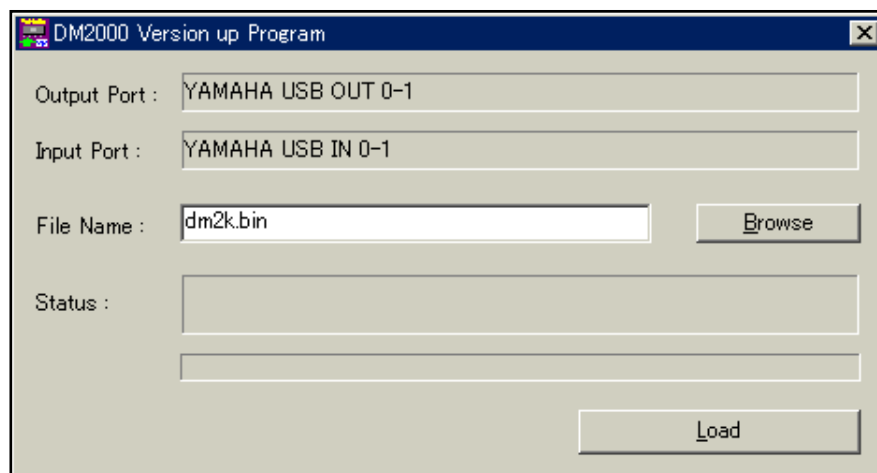 DM2000 Version up Program
Output Port : YAMAHA USB OUT 0-1
Input Port : YAMAHA USB IN 0-1
File Name : dm2k.bin Browse
Status :
Load